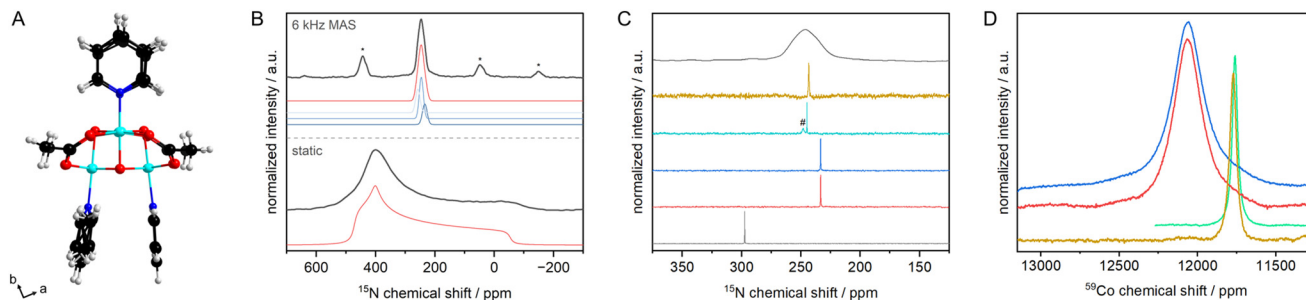 A
b
a
B
6 kHz MAS
*
*
*
static
normalized intensity / a.u.
600
400
200
0
−200
15N chemical shift / ppm
C
#
normalized intensity / a.u.
350
300
250
200
150
15N chemical shift / ppm
D
normalized intensity / a.u.
13000
12500
12000
11500
59Co chemical shift / ppm